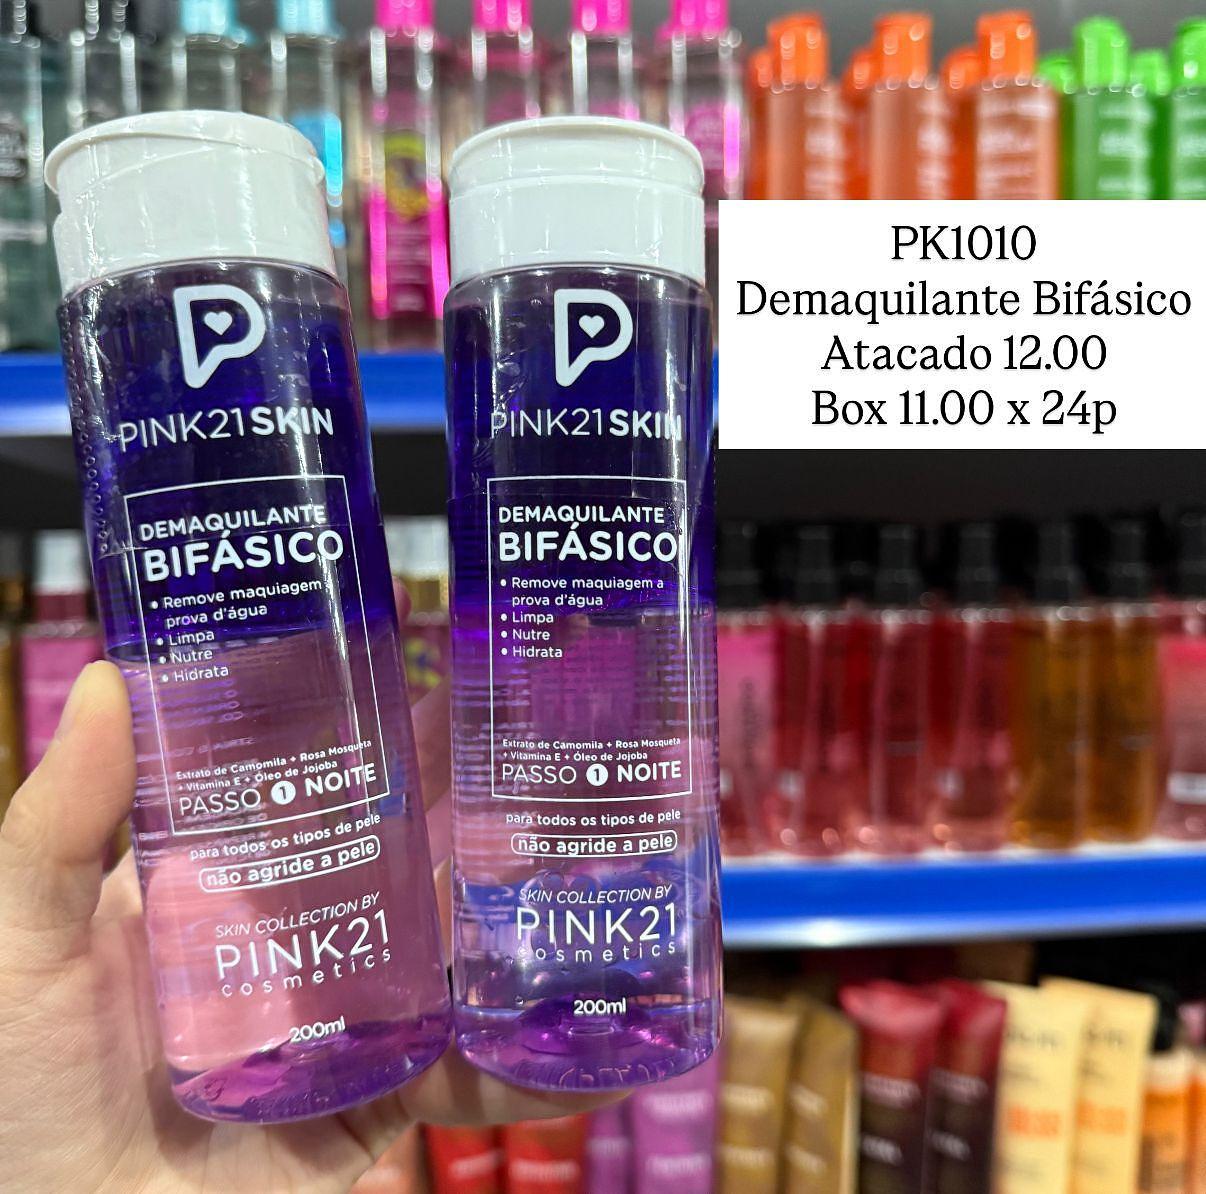 PK1010
Demaquilante Bifásico
Atacado 12.00
Box 11.00 x 24p
PINK21SKIN
DEMAQUILANTE
BIFÁSICO
• Remove maquiagem
prova d'água
• Limpa
• Nutre
• Hidrata
Extrato de Camomila + Rosa Mosqueta
+ Vitamina E + Óleo de Jojoba
PASSO 1 NOITE
para todos os tipos de pele
não agride a pele
SKIN COLLECTION BY
PINK21
cosmetics
200ml
PINK21SKIN
DEMAQUILANTE
BIFÁSICO
• Remove maquiagem a
prova d'água
• Limpa
• Nutre
• Hidrata
Extrato de Camomila + Rosa Mosqueta
+ Vitamina E + Óleo de Jojoba
PASSO 1 NOITE
para todos os tipos de pele
não agride a pele
SKIN COLLECTION BY
PINK21
cosmetics
200ml